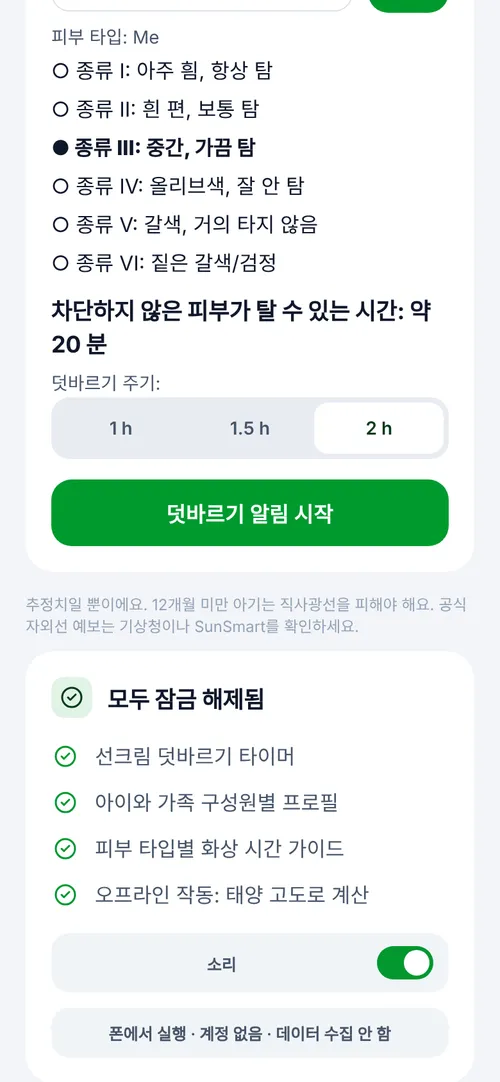 피부 타입: Me
종류 I: 아주 흼, 항상 탐
종류 II: 흰 편, 보통 탐
종류 III: 중간, 가끔 탐
종류 IV: 올리브색, 잘 안 탐
종류 V: 갈색, 거의 타지 않음
종류 VI: 짙은 갈색/검정
차단하지 않은 피부가 탈 수 있는 시간: 약
20 분
덧바르기 주기:
1 h 1.5 h 2 h
덧바르기 알림 시작
추정치일 뿐이에요. 12개월 미만 아기는 직사광선을 피해야 해요. 공식
자외선 예보는 기상청이나 SunSmart를 확인하세요.
모두 잠금 해제됨
선크림 덧바르기 타이머
아이와 가족 구성원별 프로필
피부 타입별 화상 시간 가이드
오프라인 작동: 태양 고도로 계산
소리
폰에서 실행 · 계정 없음 · 데이터 수집 안 함